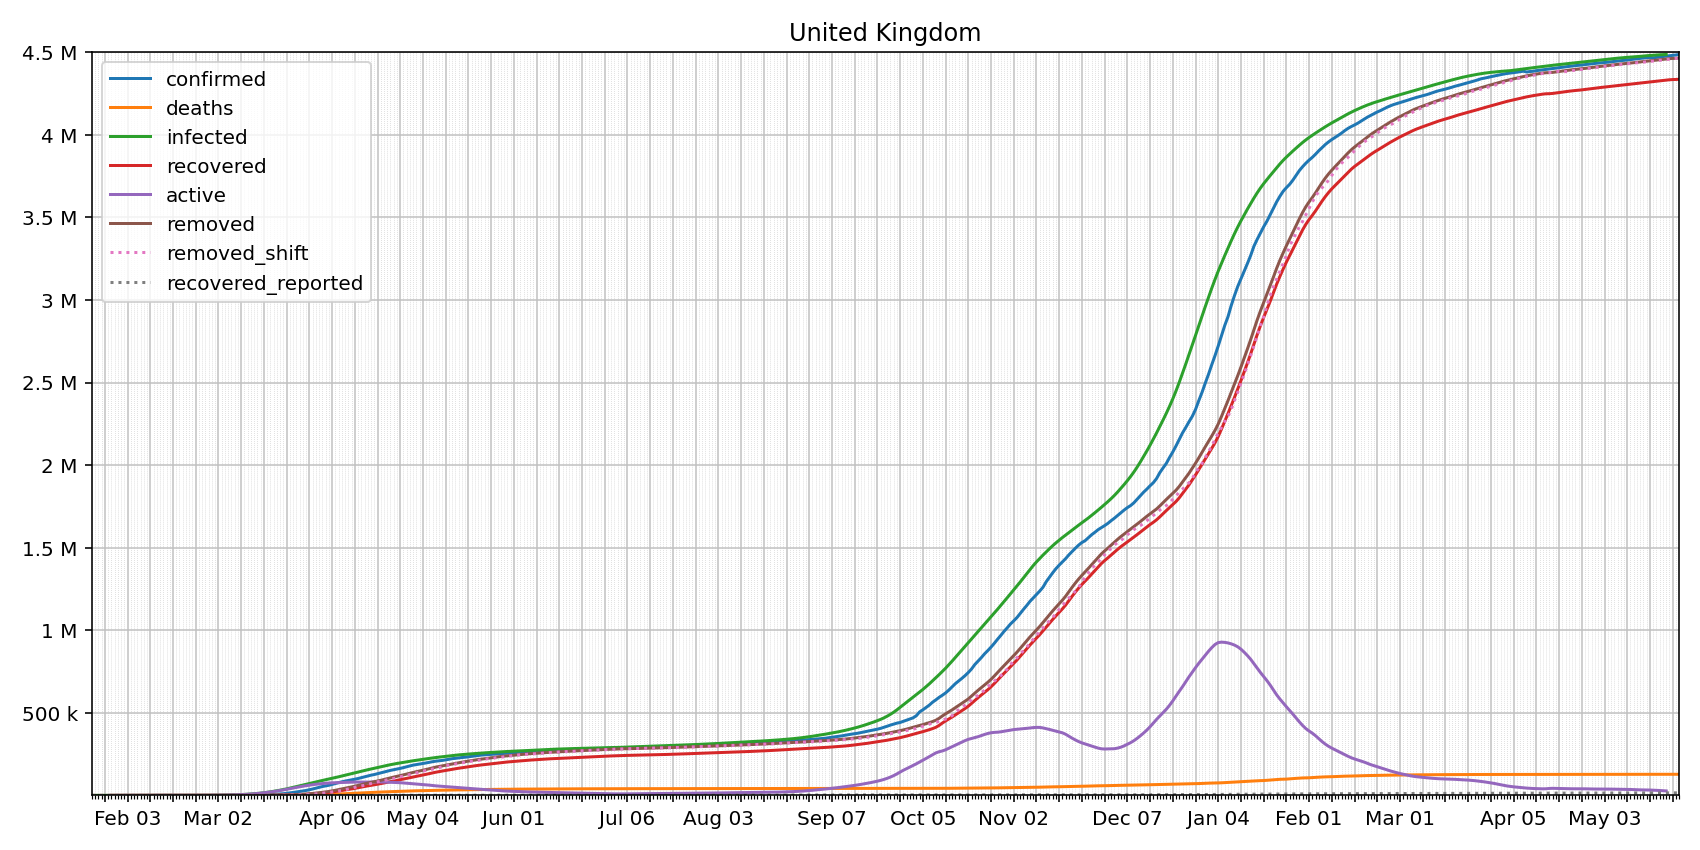 United Kingdom
4.5 M
4 M
3.5 M
3 M
2.5 M
2 M
1.5 M
1 M
500 k
confirmed
deaths
infected
recovered
active
removed
removed_shift
recovered_reported
Feb 03 Mar 02 Apr 06 May 04 Jun 01 Jul 06 Aug 03 Sep 07 Oct 05 Nov 02 Dec 07 Jan 04 Feb 01 Mar 01 Apr 05 May 03